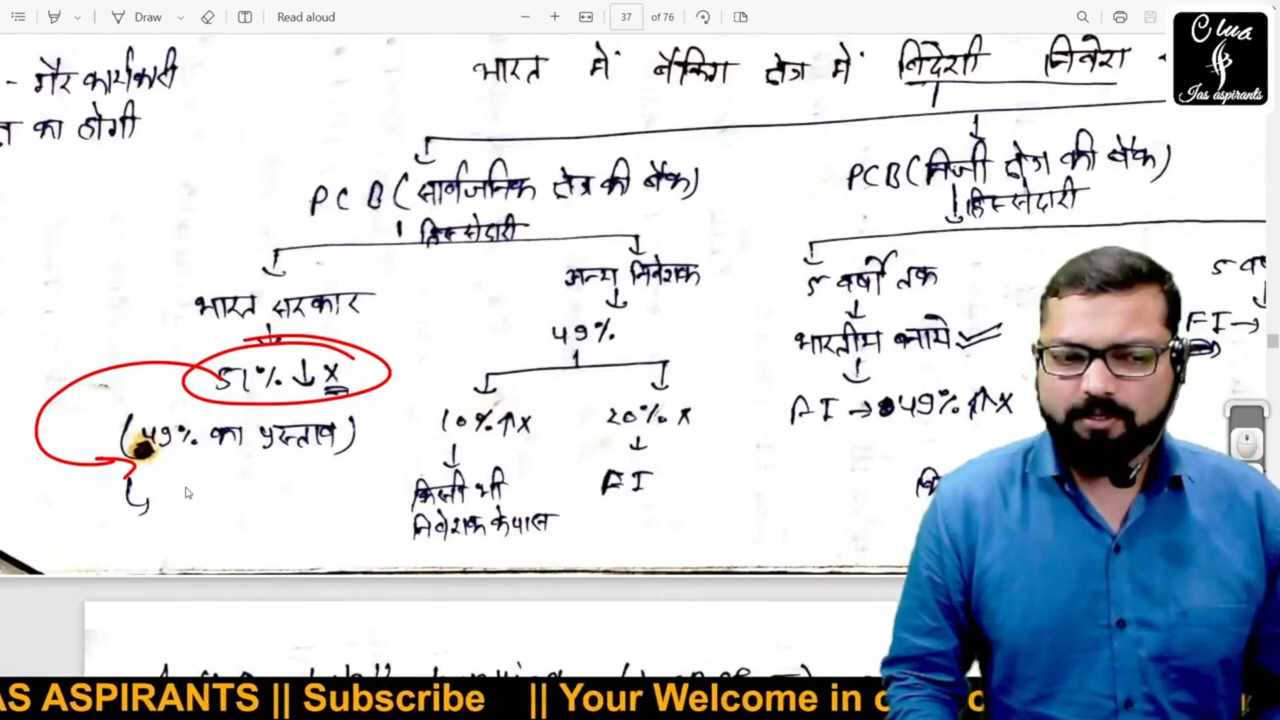 Draw
Read aloud
37 of 76
Clua
Ias aspirants
- गैर कार्यकारी
का होगी
भारत में बैंकिंग क्षेत्र में विदेशी निवेश -
PCB (सार्वजनिक क्षेत्र की बैंक)
हिस्सेदारी
PCB (निजी क्षेत्र की बैंक)
हिस्सेदारी
भारत सरकार
51% ↓ x
(49% का प्रस्ताव)
अन्य निवेशक
49%
10% ↑ x
किसी भी
निवेशक के पास
20% x
FI
5 वर्षो तक
भारतीय बनाये
FI → 49% ↑ x
5
FI →
AS ASPIRANTS || Subscribe || Your Welcome in